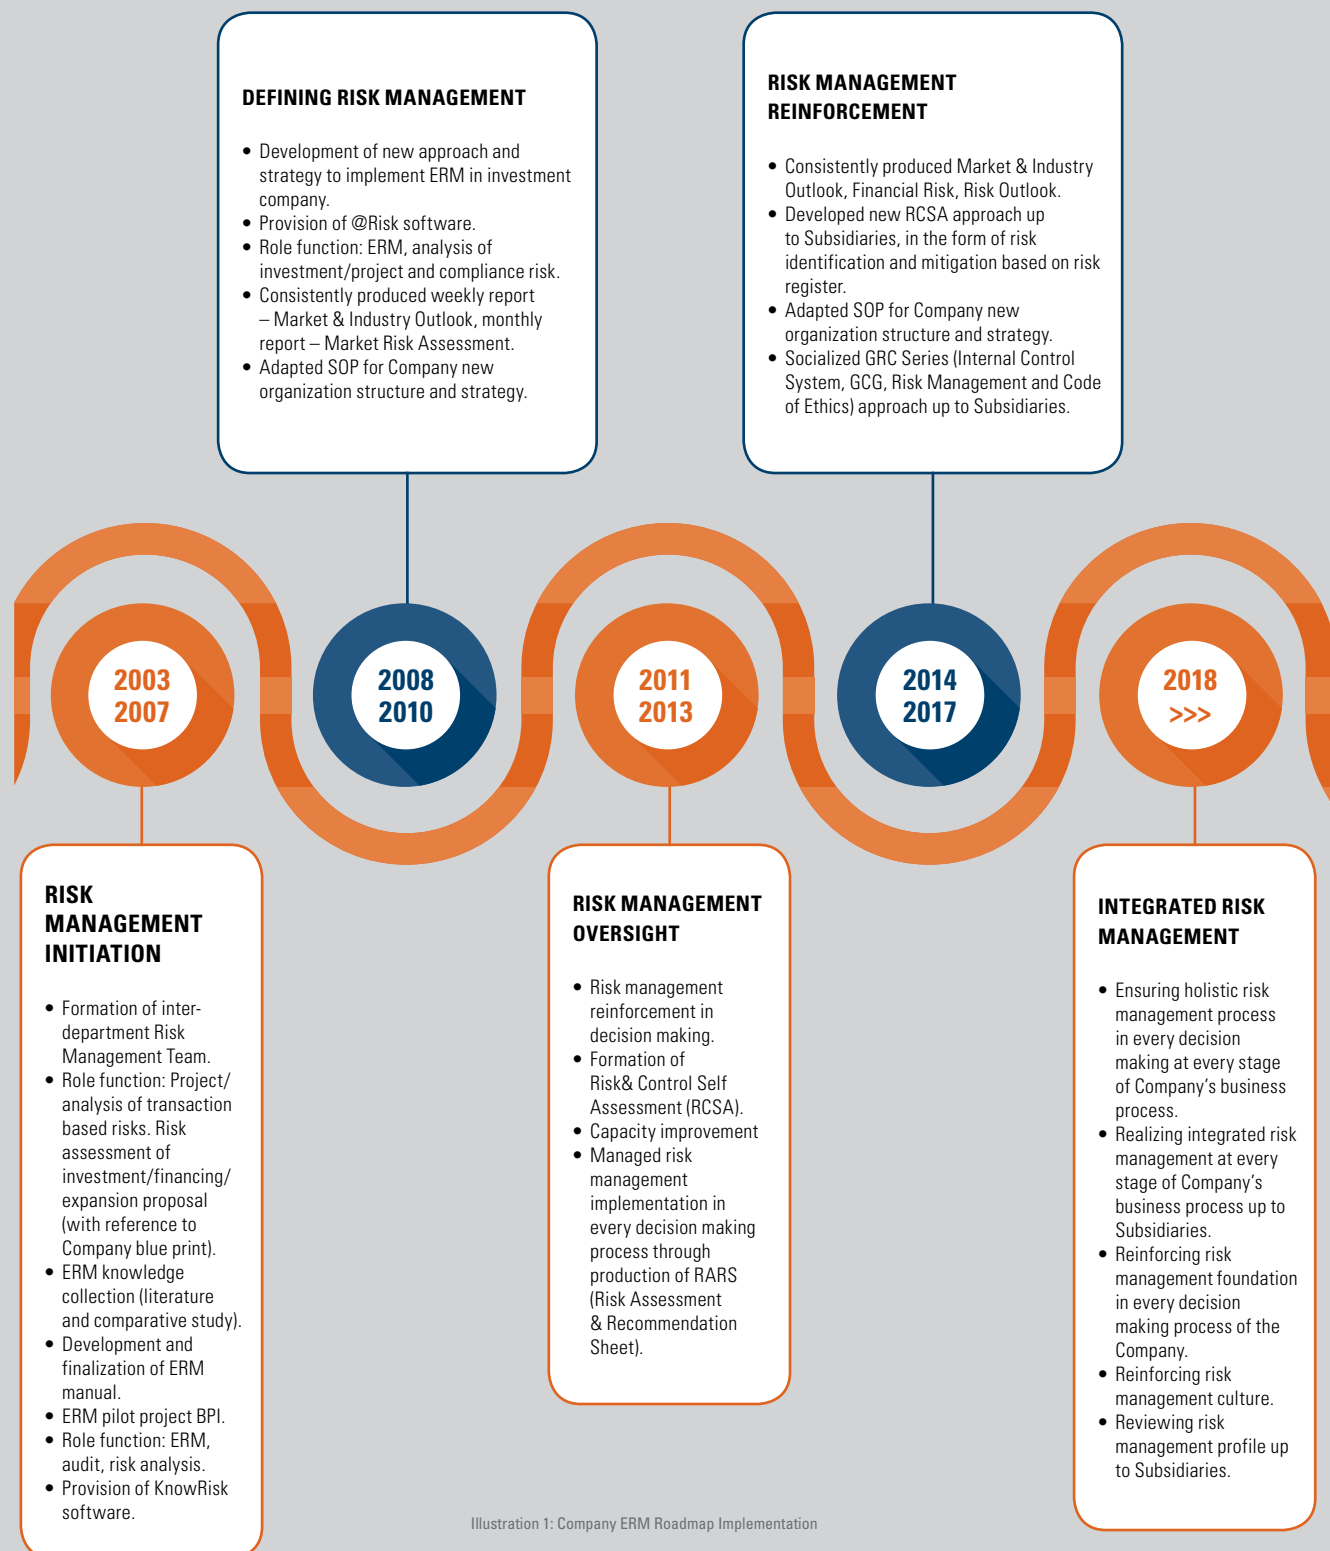 DEFINING RISK MANAGEMENT
• Development of new approach and
strategy to implement ERM in investment
company.
• Provision of @Risk software.
• Role function: ERM, analysis of
investment/project and compliance risk.
• Consistently produced weekly report
– Market & Industry Outlook, monthly
report – Market Risk Assessment.
• Adapted SOP for Company new
organization structure and strategy.
RISK MANAGEMENT
REINFORCEMENT
• Consistently produced Market & Industry
Outlook, Financial Risk, Risk Outlook.
• Developed new RCSA approach up
to Subsidiaries, in the form of risk
identification and mitigation based on risk
register.
• Adapted SOP for Company new
organization structure and strategy.
• Socialized GRC Series (Internal Control
System, GCG, Risk Management and Code
of Ethics) approach up to Subsidiaries.
2003
2007
2008
2010
2011
2013
2014
2017
2018
>>>
RISK
MANAGEMENT
INITIATION
• Formation of inter-
department Risk
Management Team.
• Role function: Project/
analysis of transaction
based risks. Risk
assessment of
investment/financing/
expansion proposal
(with reference to
Company blue print).
• ERM knowledge
collection (literature
and comparative study).
• Development and
finalization of ERM
manual.
• ERM pilot project BPI.
• Role function: ERM,
audit, risk analysis.
• Provision of KnowRisk
software.
RISK MANAGEMENT
OVERSIGHT
• Risk management
reinforcement in
decision making.
• Formation of
Risk& Control Self
Assessment (RCSA).
• Capacity improvement
• Managed risk
management
implementation in
every decision making
process through
production of RARS
(Risk Assessment
& Recommendation
Sheet).
INTEGRATED RISK
MANAGEMENT
• Ensuring holistic risk
management process
in every decision
making at every stage
of Company's business
process.
• Realizing integrated risk
management at every
stage of Company's
business process up to
Subsidiaries.
• Reinforcing risk
management foundation
in every decision
making process of the
Company.
• Reinforcing risk
management culture.
• Reviewing risk
management profile up
to Subsidiaries.
Illustration 1: Company ERM Roadmap Implementation